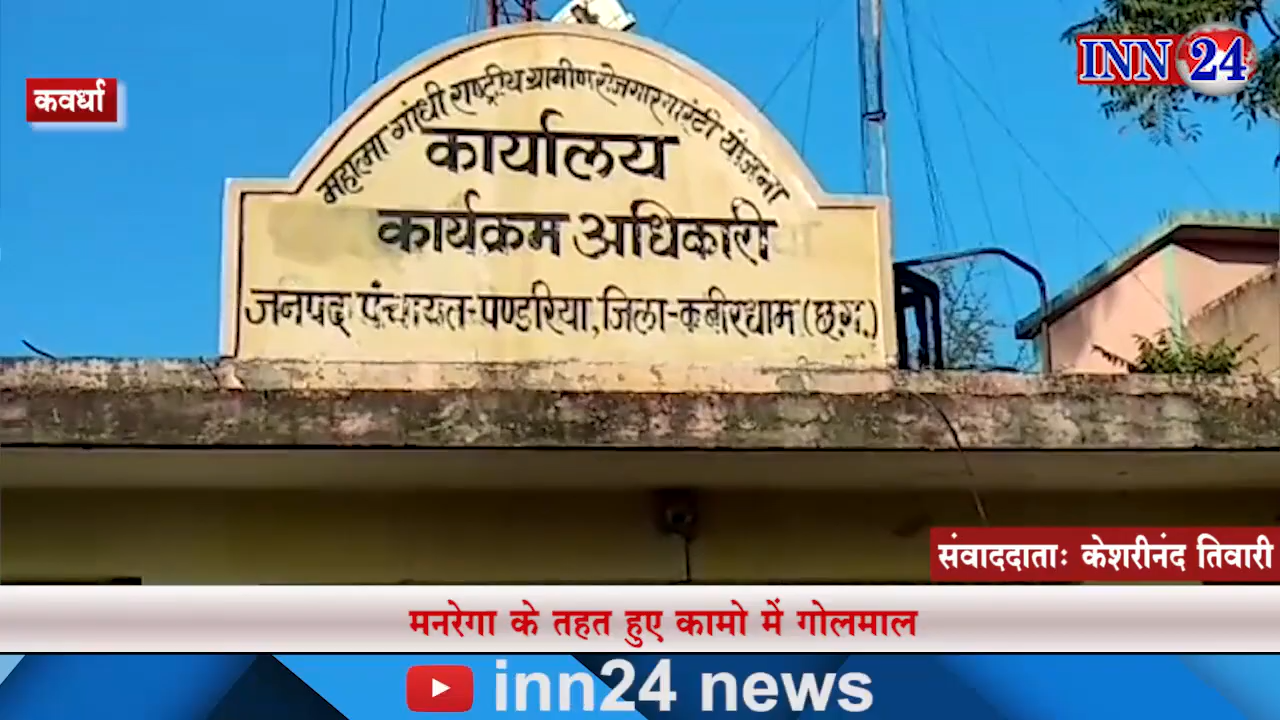 INN 24
कवर्धा
महात्मा गांधी राष्ट्रीय ग्रामीण रोजगार गारंटी योजना
कार्यालय
कार्यक्रम अधिकारी
जनपद पंचायत-पण्डरिया, जिला-कबीरधाम (छ.ग.)
संवाददाताः केशरीनंद तिवारी
मनरेगा के तहत हुए कामो में गोलमाल
inn24 news